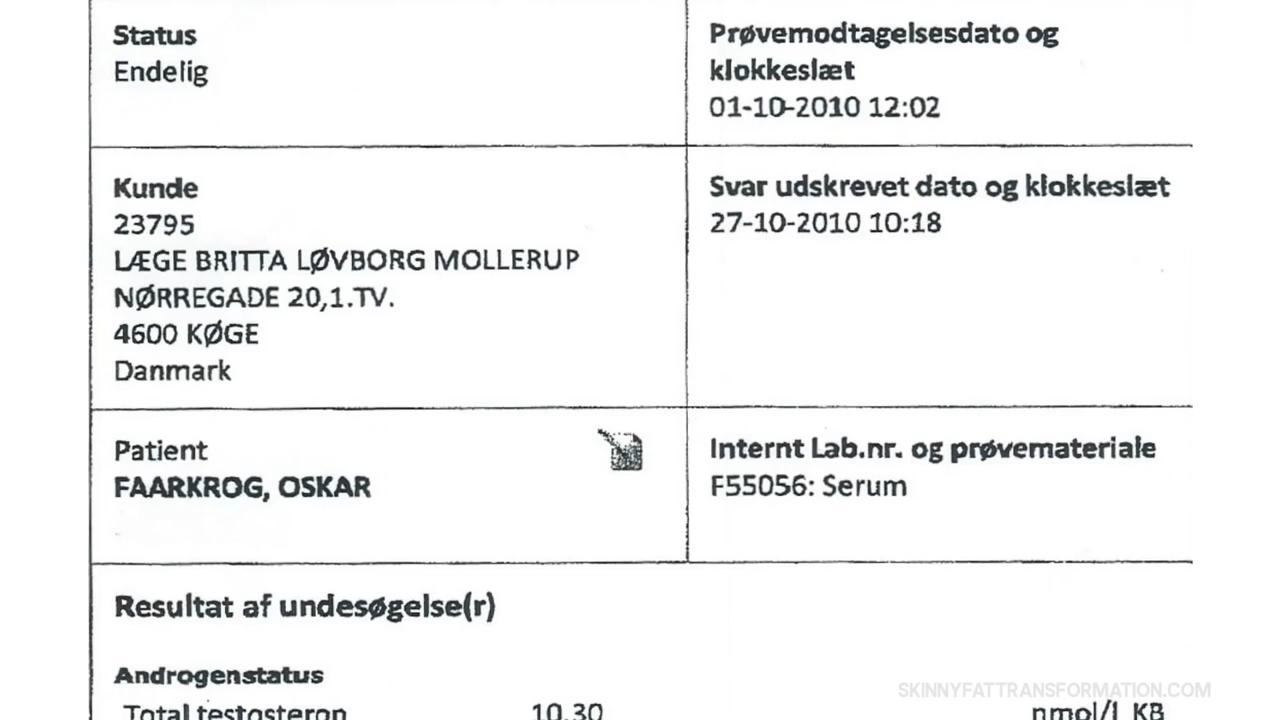 Status
Endelig
Prøvemodtagelsesdato og
klokkeslæt
01-10-2010 12:02
Kunde
23795
LÆGE BRITTA LØVBORG MOLLERUP
NØRREGADE 20,1.TV.
4600 KØGE
Danmark
Svar udskrevet dato og klokkeslæt
27-10-2010 10:18
Patient
FAARKROG, OSKAR
Internt Lab.nr. og prøvemateriale
F55056: Serum
Resultat af undesøgelse(r)
Androgenstatus
Total testosteron 10.30 nmol/l KB
SKINNYFATTRANSFORMATION.COM